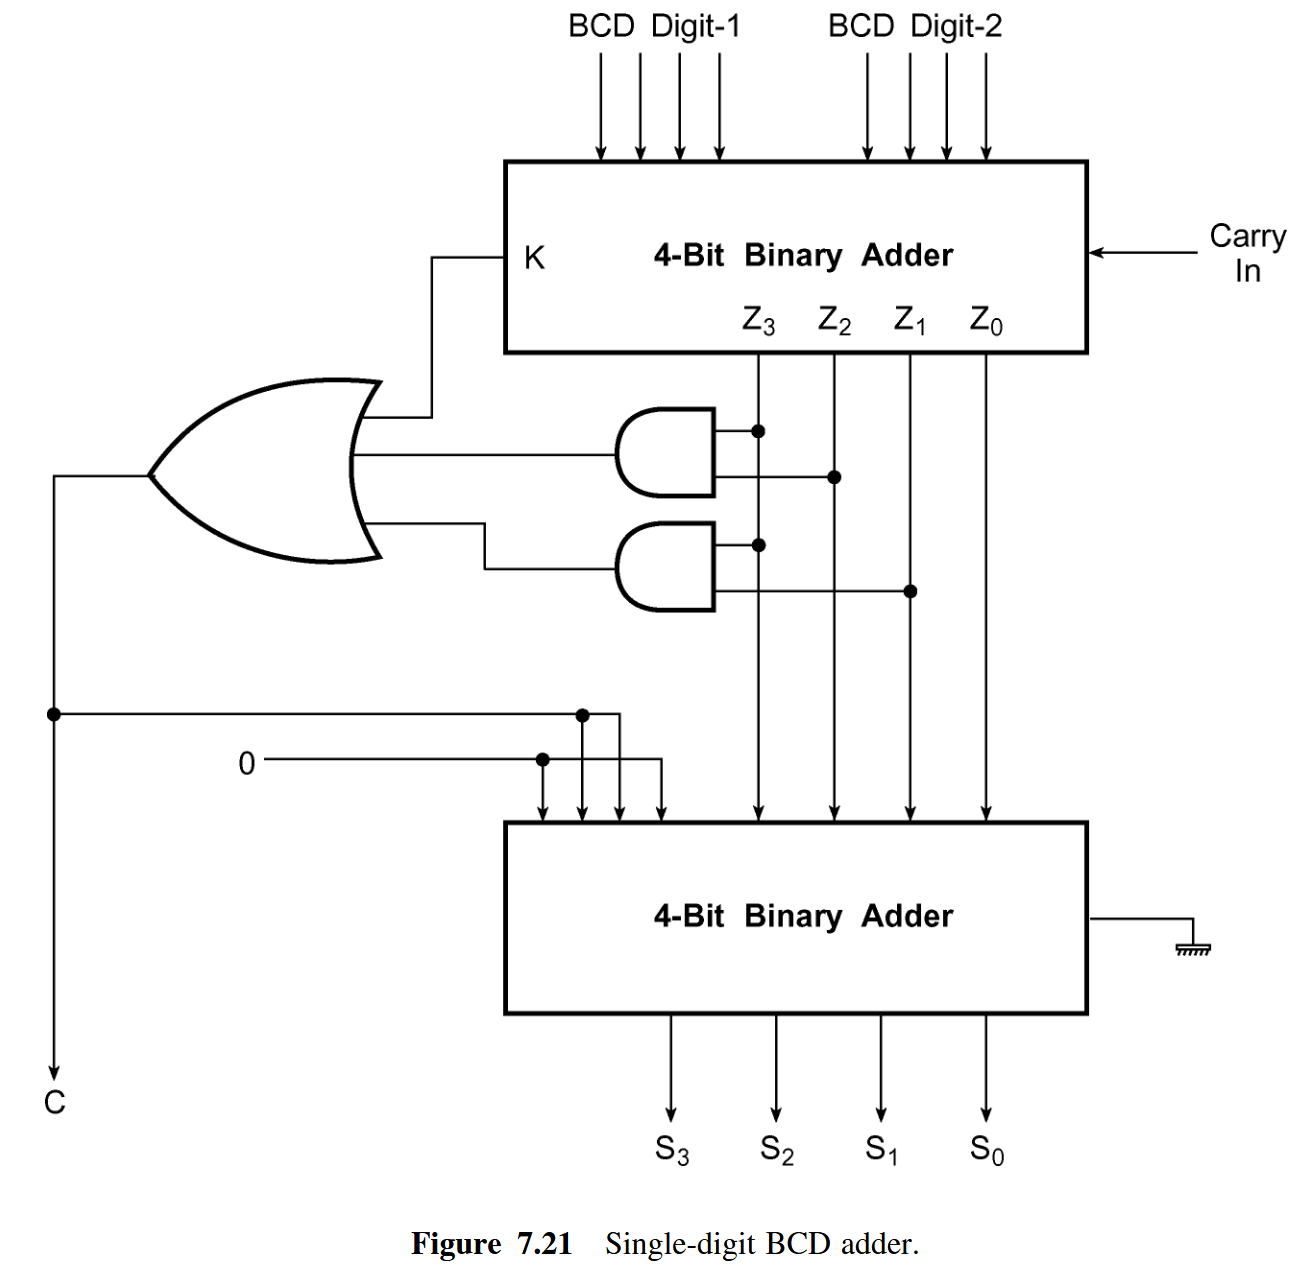 BCD Digit-1
BCD Digit-2
K
4-Bit Binary Adder
Carry
In
Z3 Z2 Z1 Z0
0
4-Bit Binary Adder
C
S3 S2 S1 S0
Figure 7.21 Single-digit BCD adder.